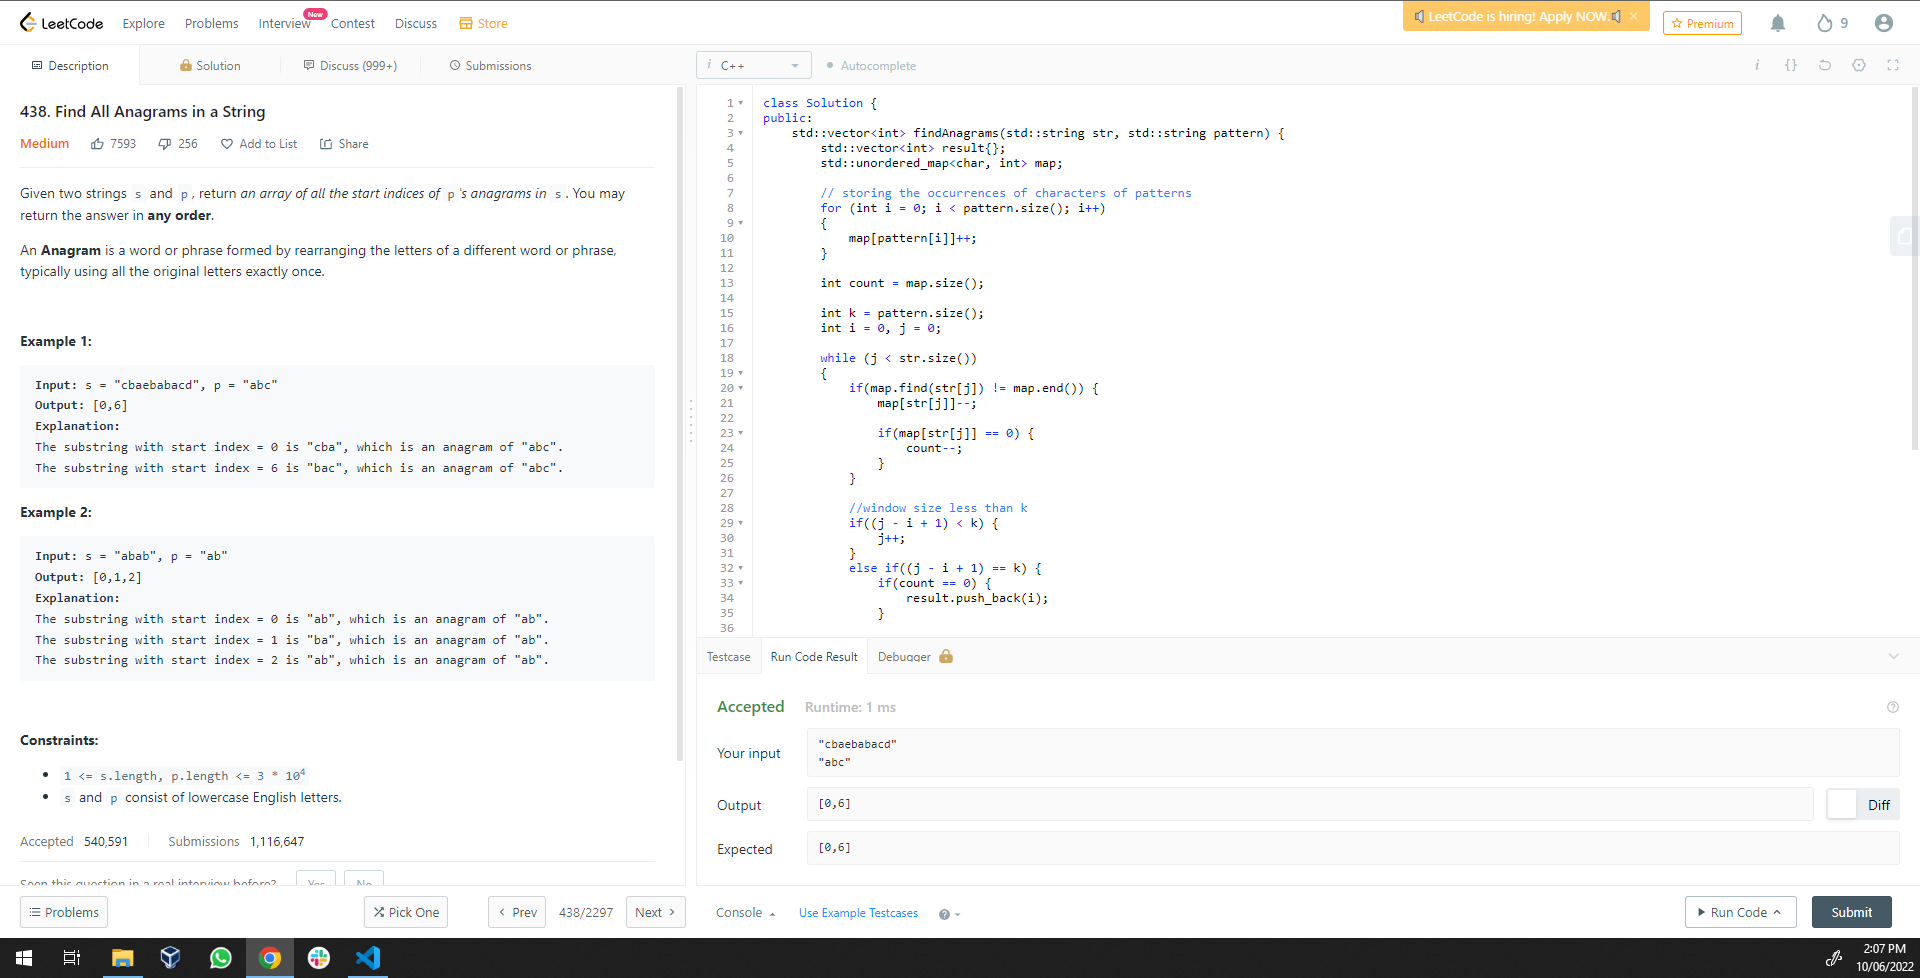 LeetCode
Explore
Problems
Interview
New
Contest
Discuss
Store
LeetCode is hiring! Apply NOW.
×
Premium
9
Description
Solution
Discuss (999+)
Submissions
i C++
Autocomplete
i {}
438. Find All Anagrams in a String
Medium 7593 256 Add to List Share
Given two strings s and p, return an array of all the start indices of p's anagrams in s. You may
return the answer in any order.
An Anagram is a word or phrase formed by rearranging the letters of a different word or phrase,
typically using all the original letters exactly once.
Example 1:
Input: s = "cbaebabacd", p = "abc"
Output: [0,6]
Explanation:
The substring with start index = 0 is "cba", which is an anagram of "abc".
The substring with start index = 6 is "bac", which is an anagram of "abc".
Example 2:
Input: s = "abab", p = "ab"
Output: [0,1,2]
Explanation:
The substring with start index = 0 is "ab", which is an anagram of "ab".
The substring with start index = 1 is "ba", which is an anagram of "ab".
The substring with start index = 2 is "ab", which is an anagram of "ab".
Constraints:
• 1 <= s.length, p.length <= 3 * 10⁴
• s and p consist of lowercase English letters.
Accepted 540,591 Submissions 1,116,647
Seen this question in a real interview before? Yes No
Problems
Pick One
< Prev
438/2297
Next >
1 class Solution {
2 public:
3 std::vector<int> findAnagrams(std::string str, std::string pattern) {
4 std::vector<int> result{};
5 std::unordered_map<char, int> map;
6
7 // storing the occurrences of characters of patterns
8 for (int i = 0; i < pattern.size(); i++)
9 {
10 map[pattern[i]]++;
11 }
12
13 int count = map.size();
14
15 int k = pattern.size();
16 int i = 0, j = 0;
17
18 while (j < str.size())
19 {
20 if(map.find(str[j]) != map.end()) {
21 map[str[j]]--;
22
23 if(map[str[j]] == 0) {
24 count--;
25 }
26 }
27
28 //window size less than k
29 if((j - i + 1) < k) {
30 j++;
31 }
32 else if((j - i + 1) == k) {
33 if(count == 0) {
34 result.push_back(i);
35 }
36
Testcase
Run Code Result
Debugger
Accepted Runtime: 1 ms
?
Your input
"cbaebabacd"
"abc"
Output
[0,6]
Diff
Expected
[0,6]
Console
Use Example Testcases
?
Run Code
Submit
2:07 PM
10/06/2022